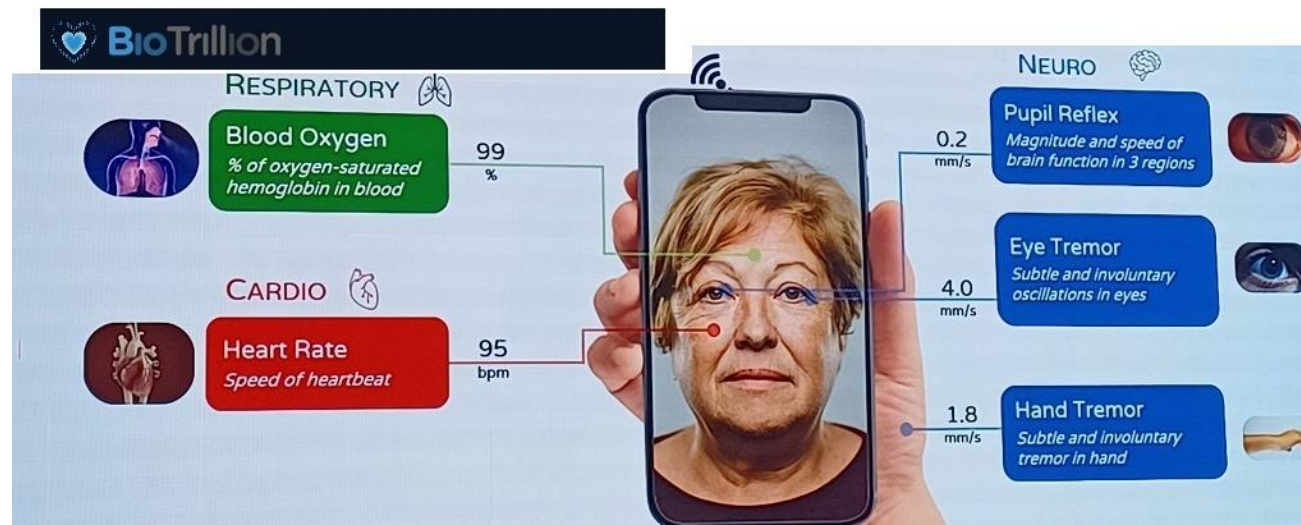 BioTrillion
RESPIRATORY
Blood Oxygen
% of oxygen-saturated
hemoglobin in blood
99
%
CARDIO
Heart Rate
Speed of heartbeat
95
bpm
NEURO
Pupil Reflex
Magnitude and speed of
brain function in 3 regions
0.2
mm/s
Eye Tremor
Subtle and involuntary
oscillations in eyes
4.0
mm/s
Hand Tremor
Subtle and involuntary
tremor in hand
1.8
mm/s